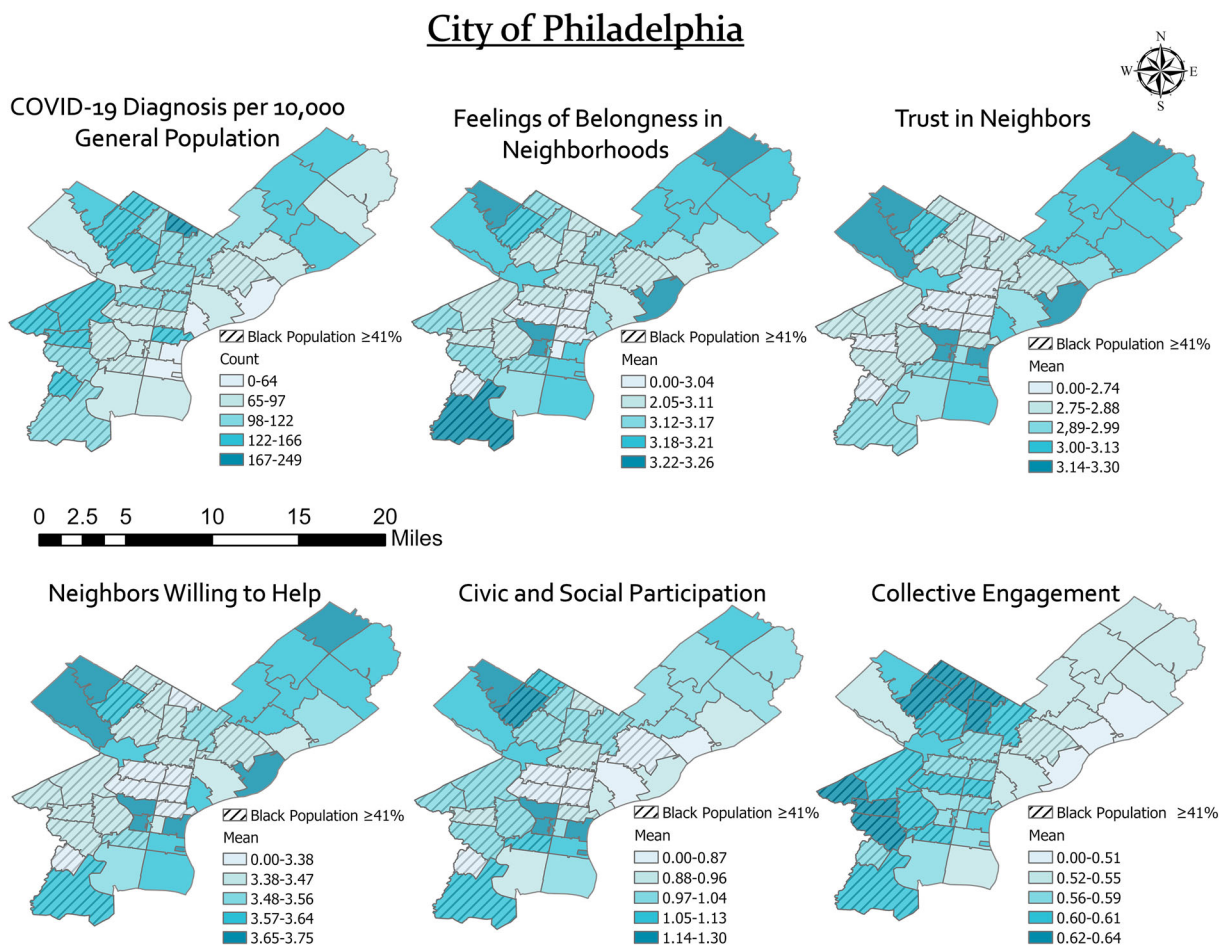 City of Philadelphia
N
W E
S
COVID-19 Diagnosis per 10,000
General Population
Black Population ≥41%
Count
0-64
65-97
98-122
122-166
167-249
Feelings of Belongness in
Neighborhoods
Black Population ≥41%
Mean
0.00-3.04
2.05-3.11
3.12-3.17
3.18-3.21
3.22-3.26
Trust in Neighbors
Black Population ≥41%
Mean
0.00-2.74
2.75-2.88
2,89-2.99
3.00-3.13
3.14-3.30
0 2.5 5 10 15 20
Miles
Neighbors Willing to Help
Black Population ≥41%
Mean
0.00-3.38
3.38-3.47
3.48-3.56
3.57-3.64
3.65-3.75
Civic and Social Participation
Black Population ≥41%
Mean
0.00-0.87
0.88-0.96
0.97-1.04
1.05-1.13
1.14-1.30
Collective Engagement
Black Population ≥41%
Mean
0.00-0.51
0.52-0.55
0.56-0.59
0.60-0.61
0.62-0.64